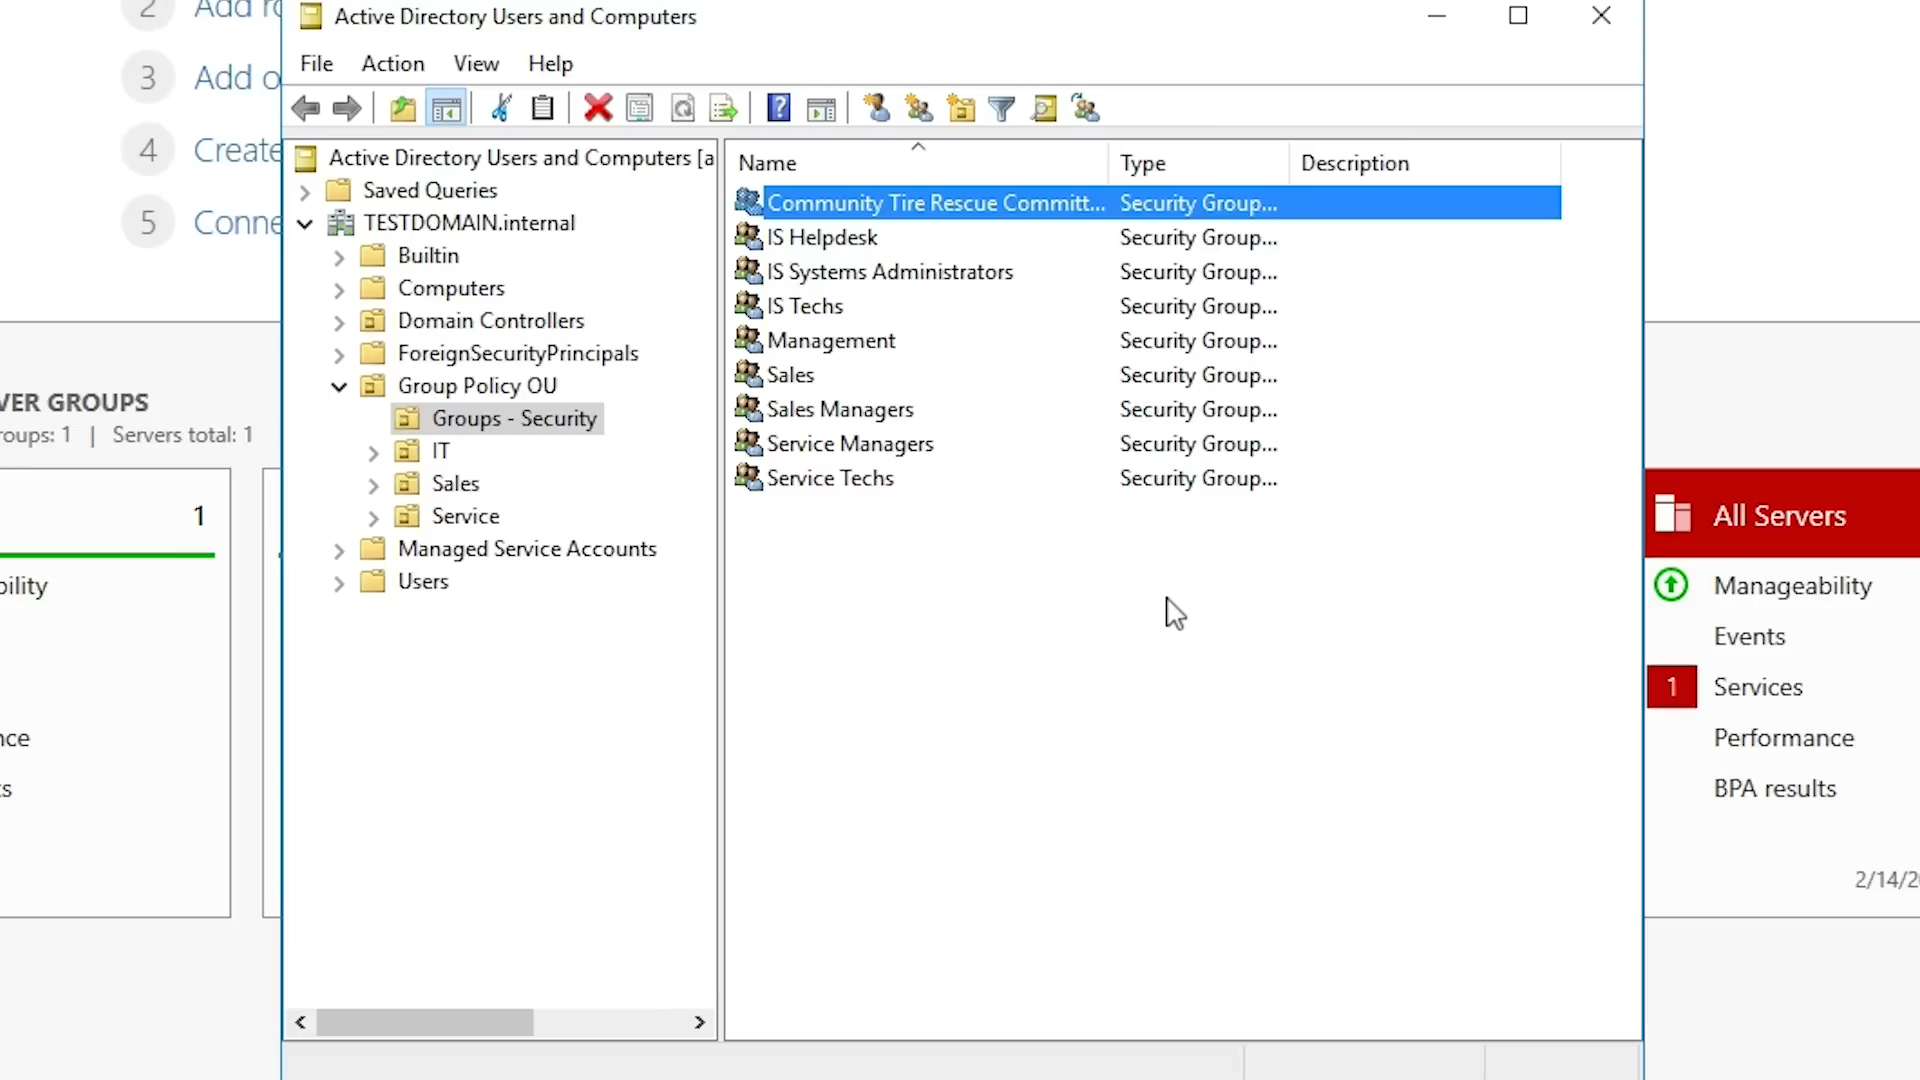 2 Add ro
3 Add o
4 Create
5 Conne
VER GROUPS
roups: 1 | Servers total: 1
1
bility
nce
ts
Active Directory Users and Computers
File Action View Help
Active Directory Users and Computers [a
Saved Queries
TESTDOMAIN.internal
Builtin
Computers
Domain Controllers
ForeignSecurityPrincipals
Group Policy OU
Groups - Security
IT
Sales
Service
Managed Service Accounts
Users
Name Type Description
Community Tire Rescue Committ... Security Group...
IS Helpdesk Security Group...
IS Systems Administrators Security Group...
IS Techs Security Group...
Management Security Group...
Sales Security Group...
Sales Managers Security Group...
Service Managers Security Group...
Service Techs Security Group...
All Servers
Manageability
Events
1 Services
Performance
BPA results
2/14/20